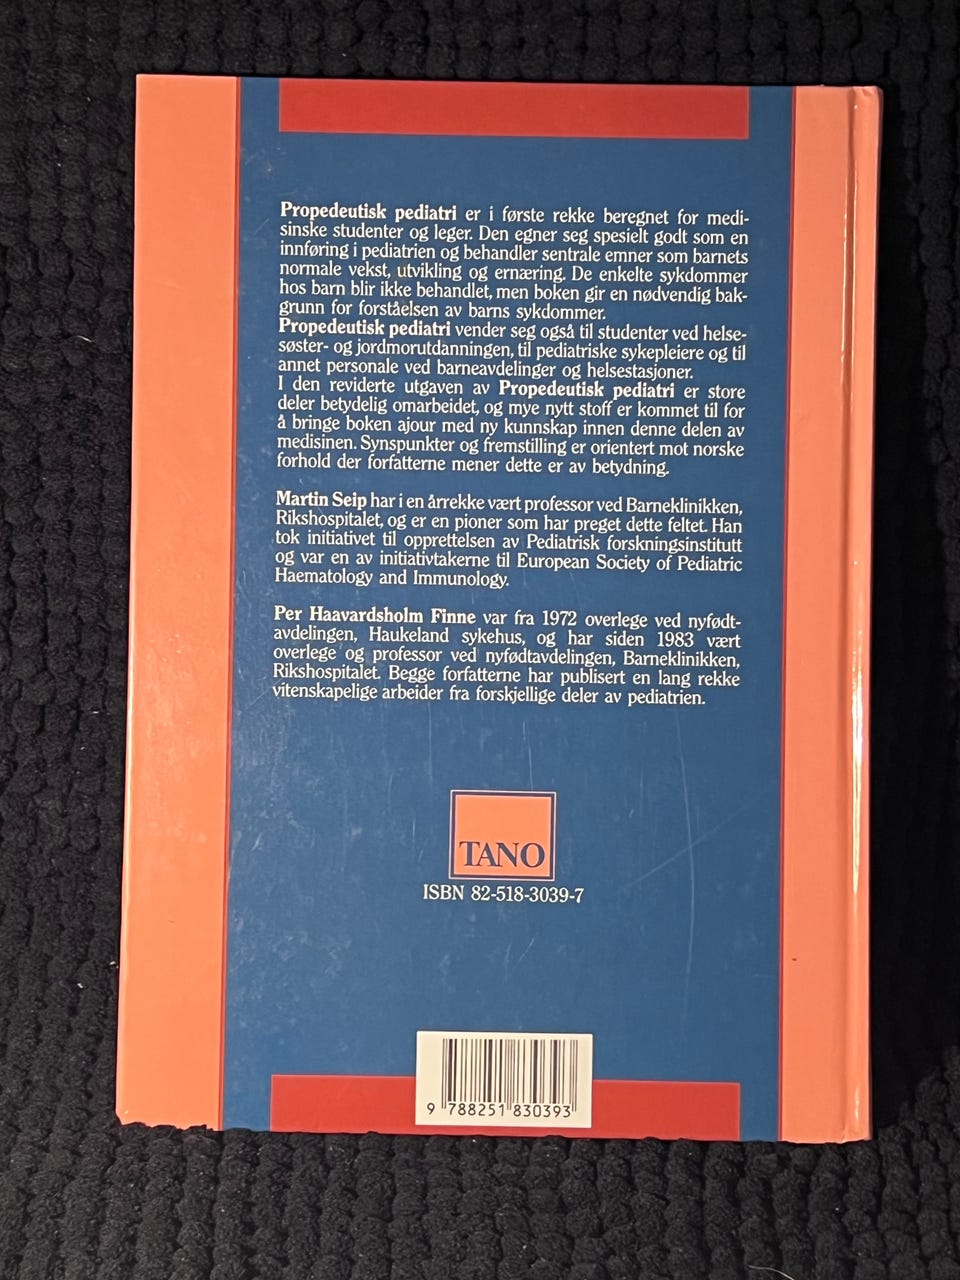 Propedeutisk pediatri er i første rekke beregnet for medi-
sinske studenter og leger. Den egner seg spesielt godt som en
innføring i pediatrien og behandler sentrale emner som barnets
normale vekst, utvikling og ernæring. De enkelte sykdommer
hos barn blir ikke behandlet, men boken gir en nødvendig bak-
grunn for forståelsen av barns sykdommer.
Propedeutisk pediatri vender seg også til studenter ved helse-
søster- og jordmorutdanningen, til pediatriske sykepleiere og til
annet personale ved barneavdelinger og helsestasjoner.
I den reviderte utgaven av Propedeutisk pediatri er store
deler betydelig omarbeidet, og mye nytt stoff er kommet til for
å bringe boken ajour med ny kunnskap innen denne delen av
medisinen. Synspunkter og fremstilling er orientert mot norske
forhold der forfatterne mener dette er av betydning.
Martin Seip har i en årrekke vært professor ved Barneklinikken,
Rikshospitalet, og er en pioner som har preget dette feltet. Han
tok initiativet til opprettelsen av Pediatrisk forskningsinstitutt
og var en av initiativtakerne til European Society of Pediatric
Haematology and Immunology.
Per Haavardsholm Finne var fra 1972 overlege ved nyfødt-
avdelingen, Haukeland sykehus, og har siden 1983 vært
overlege og professor ved nyfødtavdelingen, Barneklinikken,
Rikshospitalet. Begge forfatterne har publisert en lang rekke
vitenskapelige arbeider fra forskjellige deler av pediatrien.
TANO
ISBN 82-518-3039-7
9 788251 830393